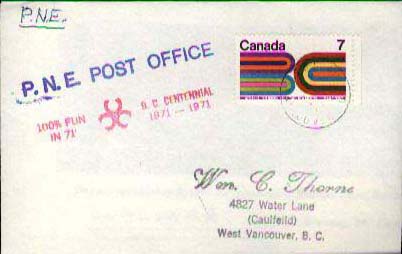 P.N.E.
P.N.E. POST OFFICE
Canada 7
100% FUN
IN 71'
B. C. CENTENNIAL
1871 — 1971
Wm. C. Thorne
4827 Water Lane
(Caulfeild)
West Vancouver, B. C.